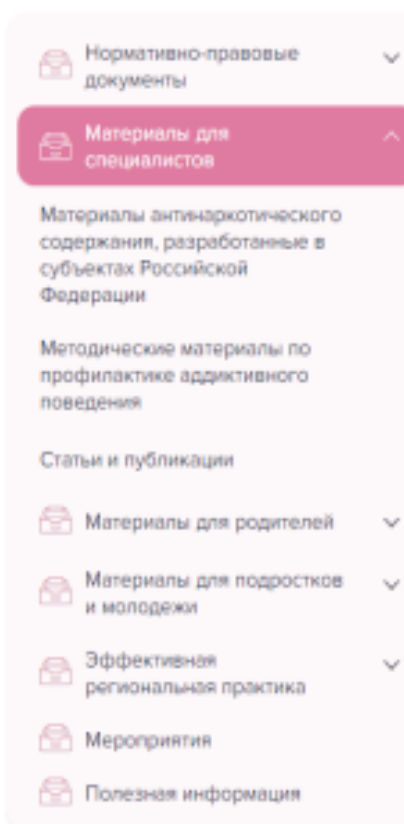 Нормативно-правовые
документы
Материалы для
специалистов
Материалы антинаркотического
содержания, разработанные в
субъектах Российской
Федерации
Методические материалы по
профилактике аддиктивного
поведения
Статьи и публикации
Материалы для родителей
Материалы для подростков
и молодежи
Эффективная
региональная практика
Мероприятия
Полезная информация